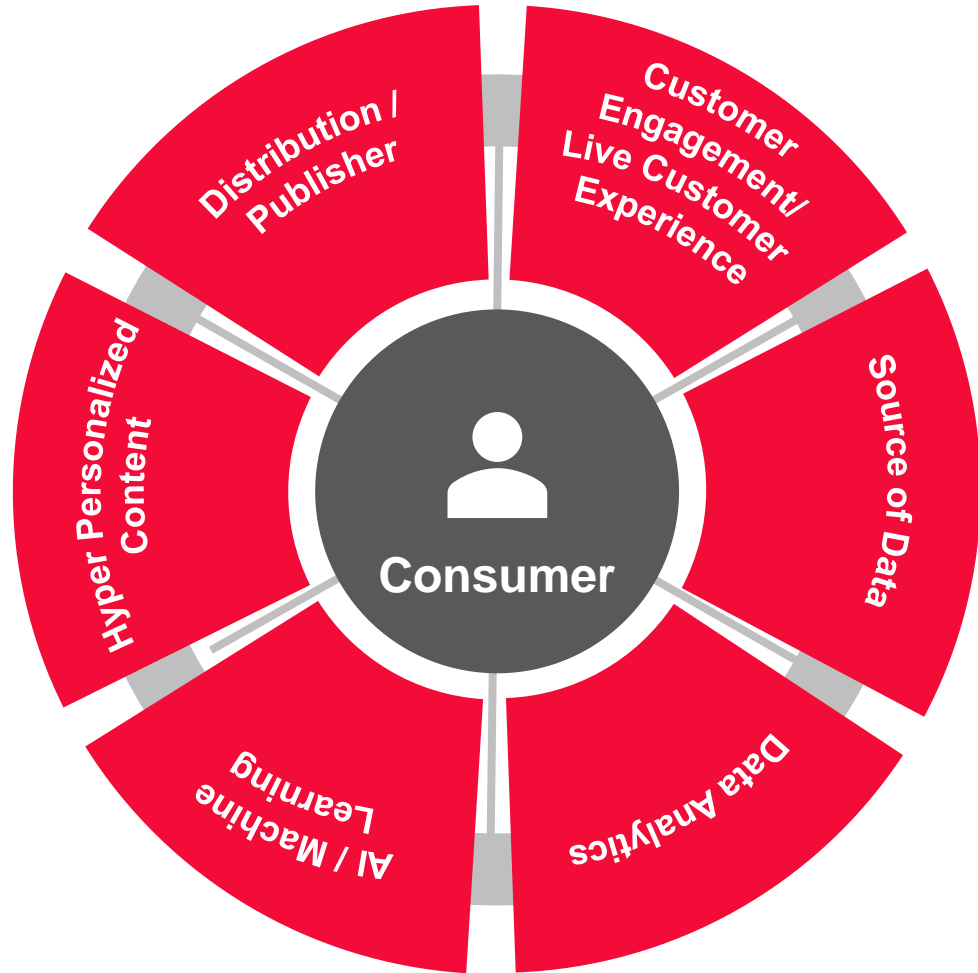 Customer
Engagement/
Live Customer
Experience
Source of Data
Data Analytics
AI / Machine
Learning
Hyper Personalized
Content
Distribution /
Publisher
Consumer